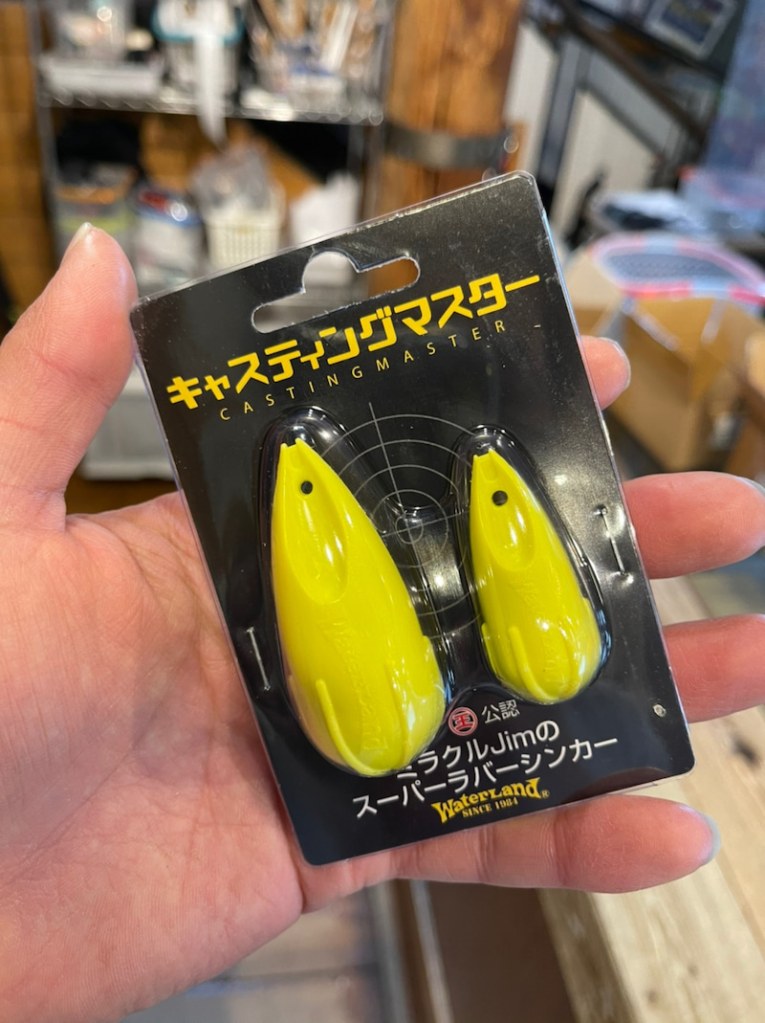 キャスティングマスター
CASTINGMASTER
王 公認
ミラクルJimの
スーパーラバーシンカー
WaterLand®
SINCE 1984